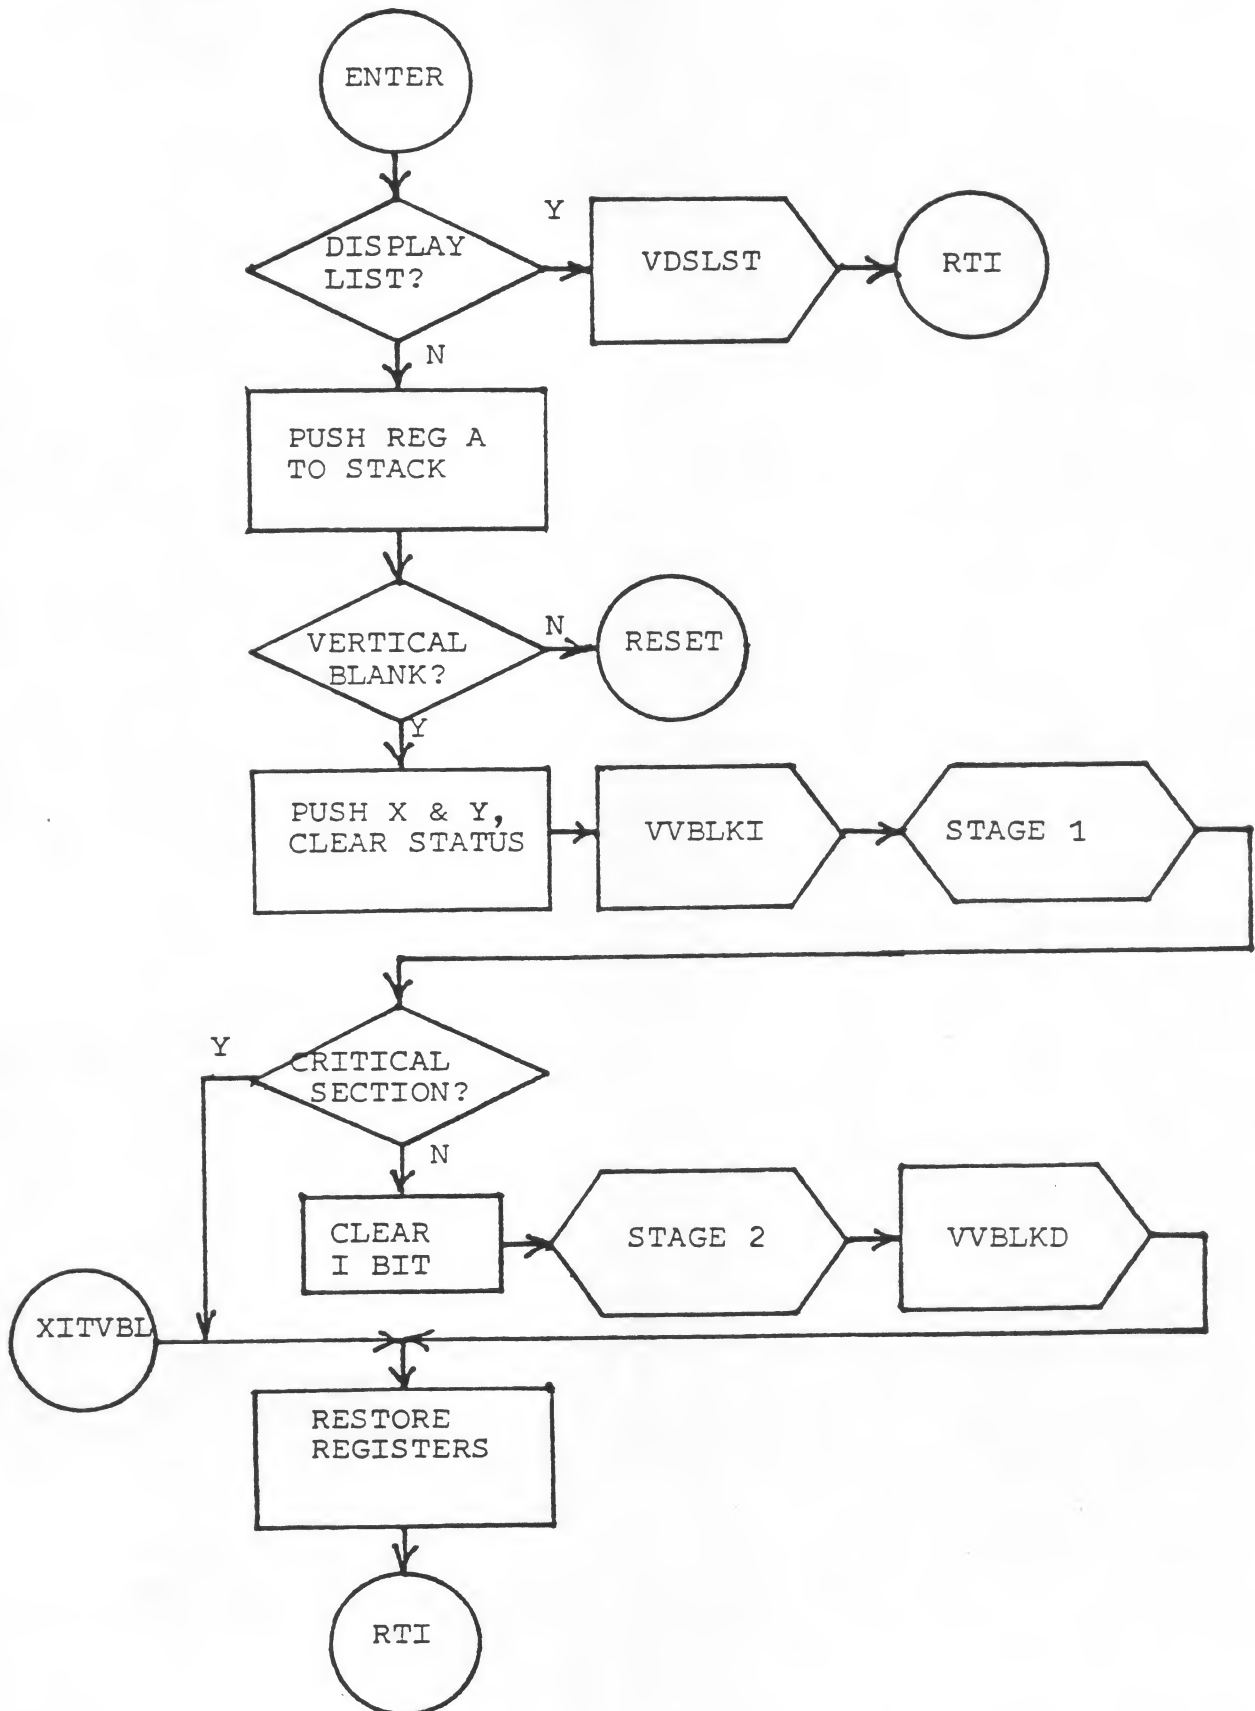 ENTER
DISPLAY
LIST?
Y
VDSLST
RTI
N
PUSH REG A
TO STACK
VERTICAL
BLANK?
N
RESET
Y
PUSH X & Y,
CLEAR STATUS
VVBLKI
STAGE 1
Y
CRITICAL
SECTION?
N
CLEAR
I BIT
STAGE 2
VVBLKD
XITVBL
RESTORE
REGISTERS
RTI